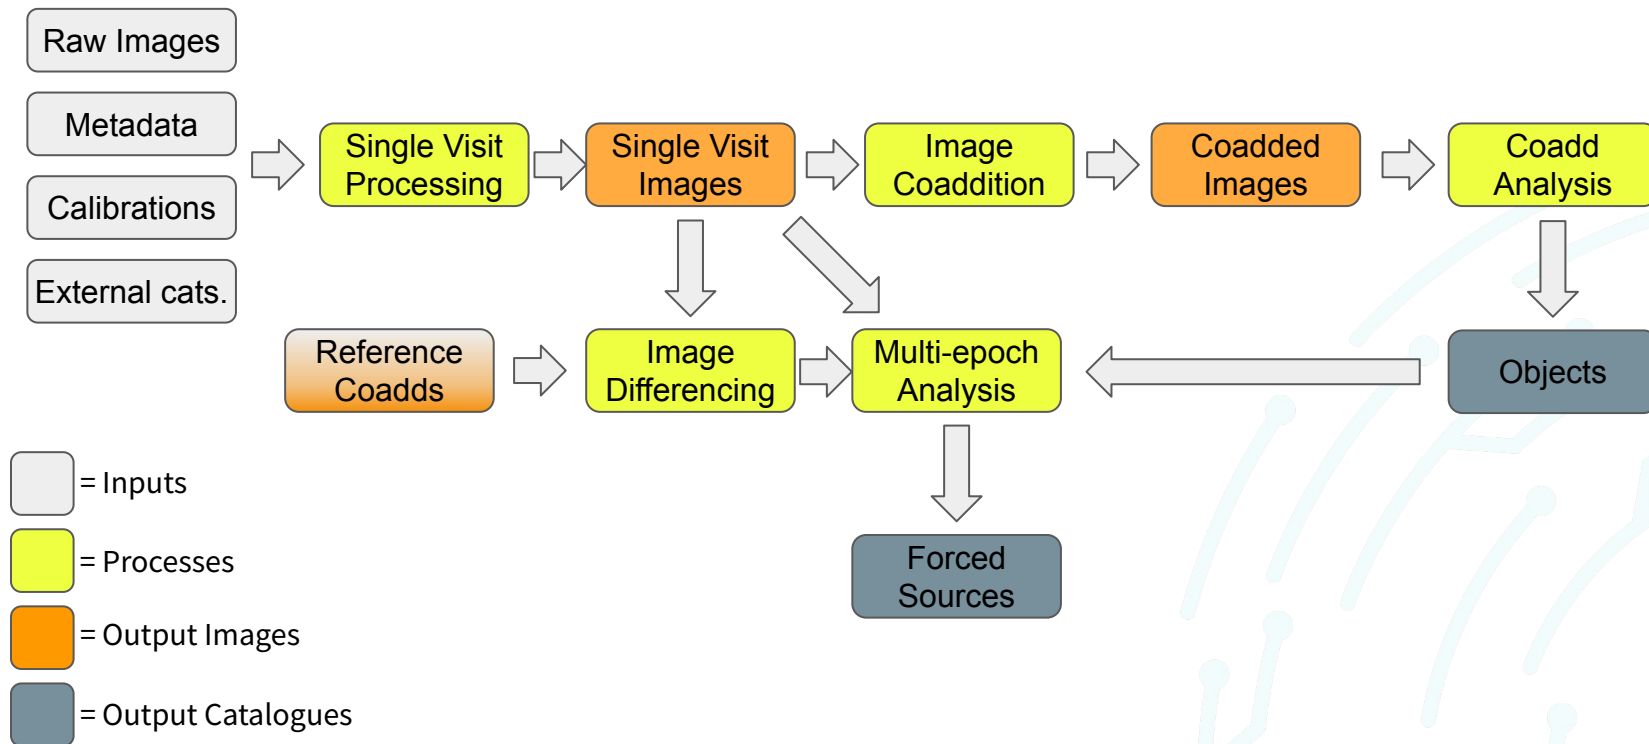 Raw Images
Metadata
Calibrations
External cats.
Single Visit
Processing
Single Visit
Images
Image
Coaddition
Coadded
Images
Coadd
Analysis
Reference
Coadds
Image
Differencing
Multi-epoch
Analysis
Objects
Forced
Sources
= Inputs
= Processes
= Output Images
= Output Catalogues